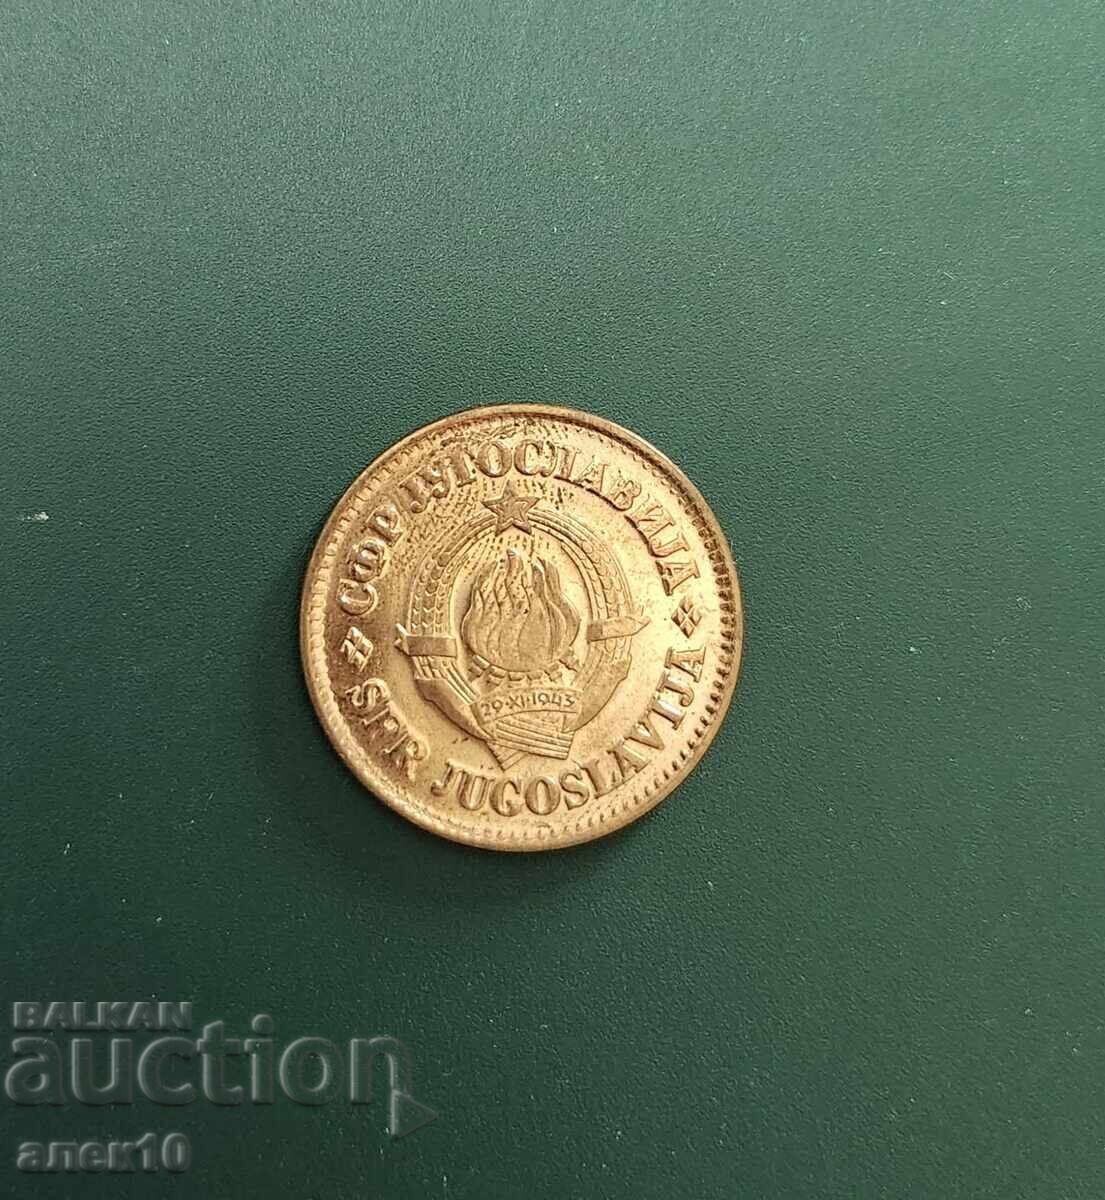 СФР ЈУГОСЛАВИЈА
29·XI·1943
SFR JUGOSLAVIJA
BALKAN
auction
алек10